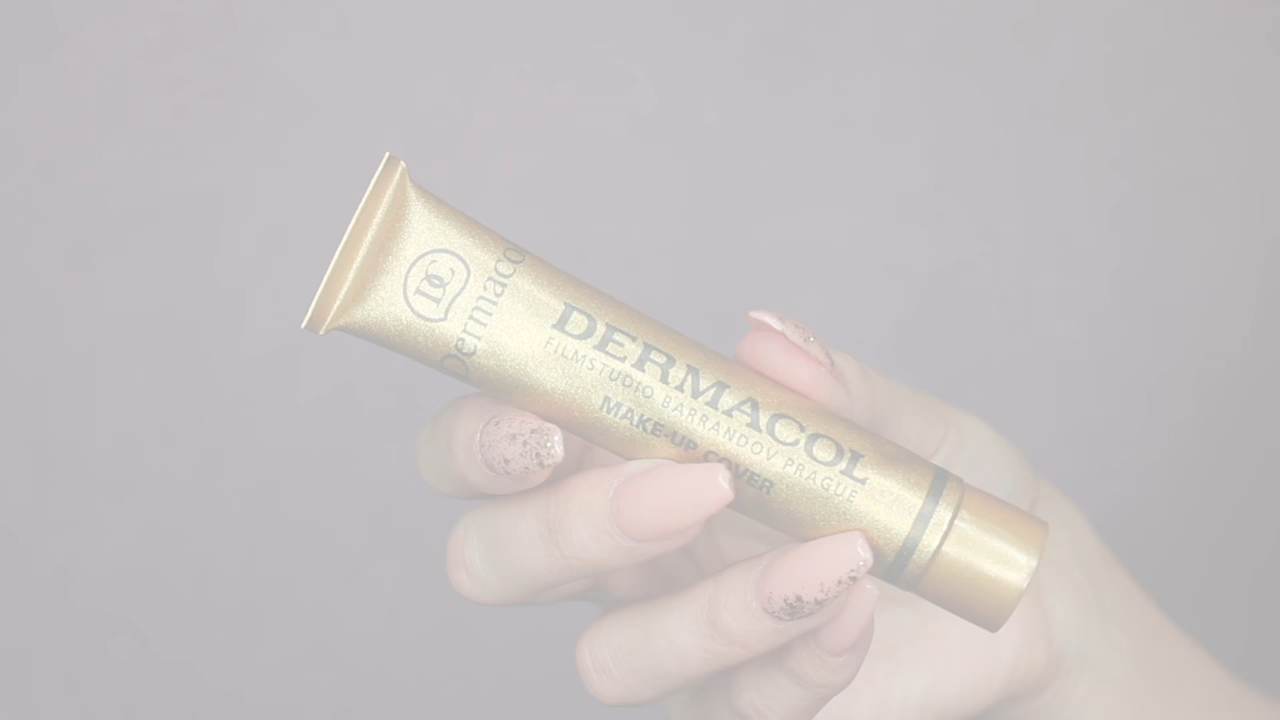 DC
Dermacol
DERMACOL
FILMSTUDIO BARRANDOV PRAGUE
MAKE-UP COVER